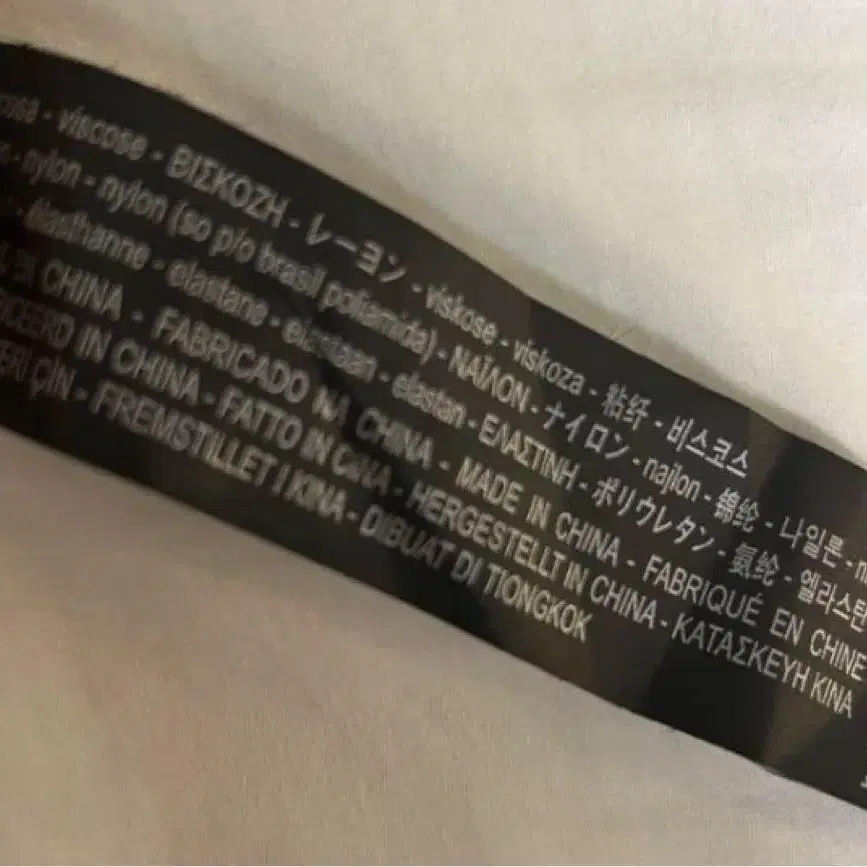 viscose - ΒΙΣΚΟΖΗ - レーヨン - viskose - viskoza - 粘纤 - 비스코스
nylon - nylon (so p/o brasil poliamida) - ΝΑΪΛΟΝ - ナイロン - najlon - 锦纶 - 나일론
élasthanne - elastane - elastaan - elastan - ΕΛΑΣΤΙΝΗ - ポリウレタン - 氨纶 - 엘라스탄
CHINA - FABRICADO NA CHINA - MADE IN CHINA - FABRIQUÉ EN CHINE
IN CHINA - FATTO IN CINA - HERGESTELLT IN CHINA - ΚΑΤΑΣΚΕΥΗ ΚΙΝΑ
ÇİN - FREMSTILLET I KINA - DIBUAT DI TIONGKOK